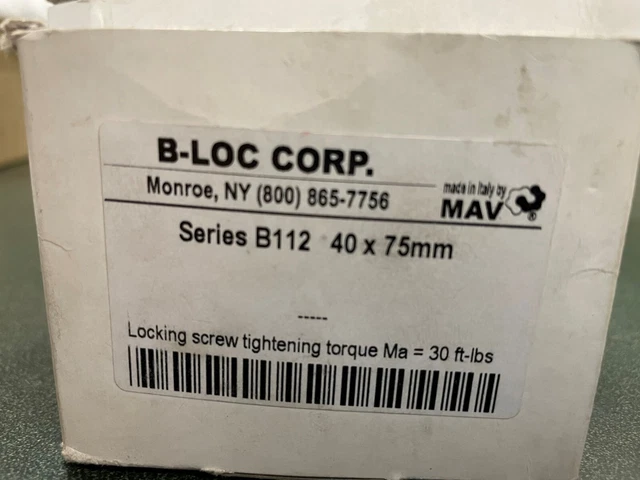 B-LOC CORP.
Monroe, NY (800) 865-7756
made in Italy by
MAV ®
Series B112 40 x 75mm
-----
Locking screw tightening torque Ma = 30 ft-lbs